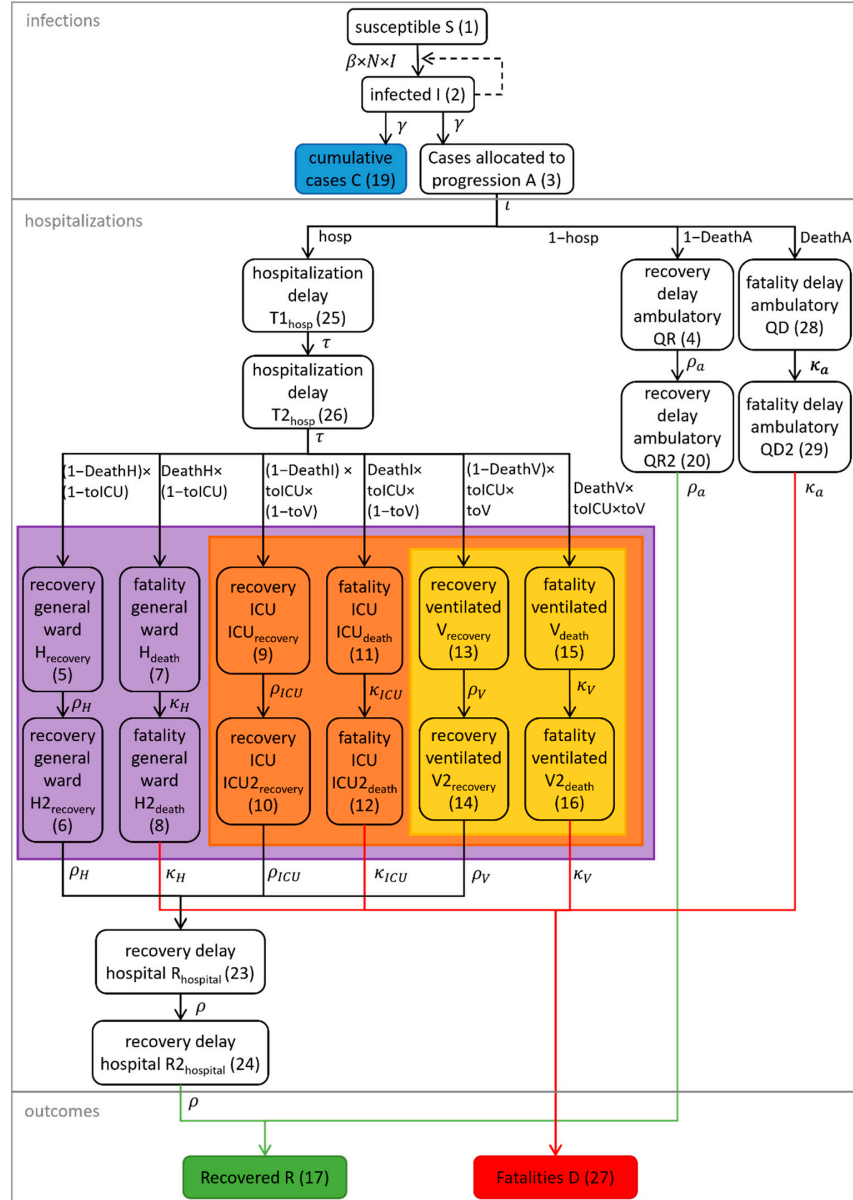 infections
susceptible S (1)
β×N×I
infected I (2)
γ γ
cumulative
cases C (19)
Cases allocated to
progression A (3)
hospitalizations
ι
hosp
1−hosp
1−DeathA
DeathA
hospitalization
delay
T1hosp (25)
recovery
delay
ambulatory
QR (4)
fatality delay
ambulatory
QD (28)
τ
ρa
κa
hospitalization
delay
T2hosp (26)
recovery
delay
ambulatory
QR2 (20)
fatality delay
ambulatory
QD2 (29)
τ
ρa
κa
(1-DeathH)×
(1-toICU)
DeathH×
(1-toICU)
(1-DeathI) ×
toICU×
(1-toV)
DeathI×
toICU×
(1-toV)
(1-DeathV)×
toICU×
toV
DeathV×
toICU×toV
recovery
general
ward
Hrecovery
(5)
fatality
general
ward
Hdeath
(7)
recovery
ICU
ICUrecovery
(9)
fatality
ICU
ICUdeath
(11)
recovery
ventilated
Vrecovery
(13)
fatality
ventilated
Vdeath
(15)
ρH
κH
ρICU
κICU
ρV
κV
recovery
general
ward
H2recovery
(6)
fatality
general
ward
H2death
(8)
recovery
ICU
ICU2recovery
(10)
fatality
ICU
ICU2death
(12)
recovery
ventilated
V2recovery
(14)
fatality
ventilated
V2death
(16)
ρH
κH
ρICU
κICU
ρV
κV
recovery delay
hospital Rhospital (23)
ρ
recovery delay
hospital R2hospital (24)
ρ
outcomes
Recovered R (17)
Fatalities D (27)